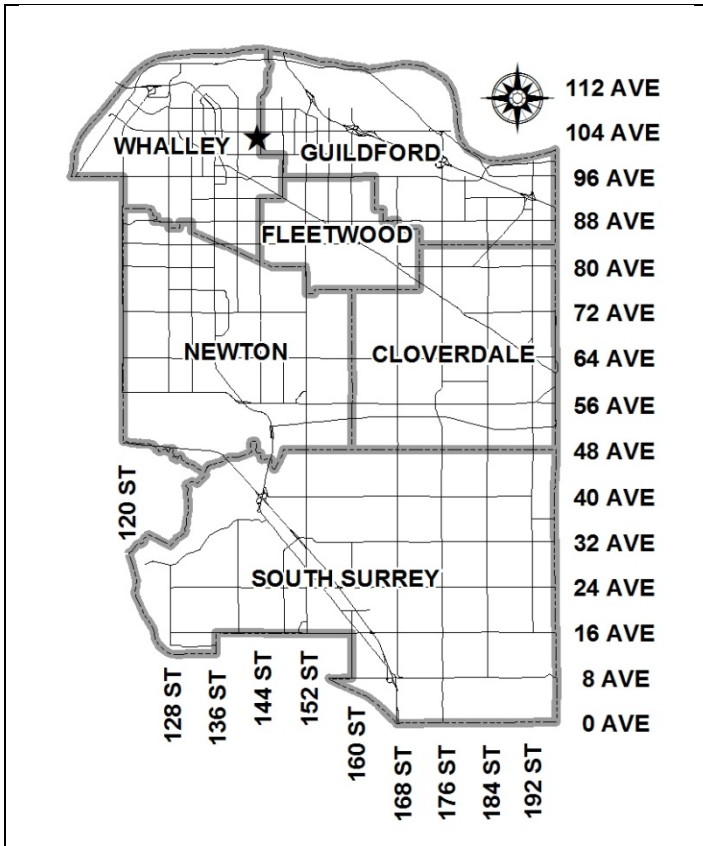 112 AVE
104 AVE
WHALLEY
GUILDFORD
96 AVE
88 AVE
FLEETWOOD
80 AVE
72 AVE
NEWTON
CLOVERDALE
64 AVE
56 AVE
48 AVE
120 ST
40 AVE
32 AVE
SOUTH SURREY
24 AVE
16 AVE
8 AVE
0 AVE
128 ST
136 ST
144 ST
152 ST
160 ST
168 ST
176 ST
184 ST
192 ST